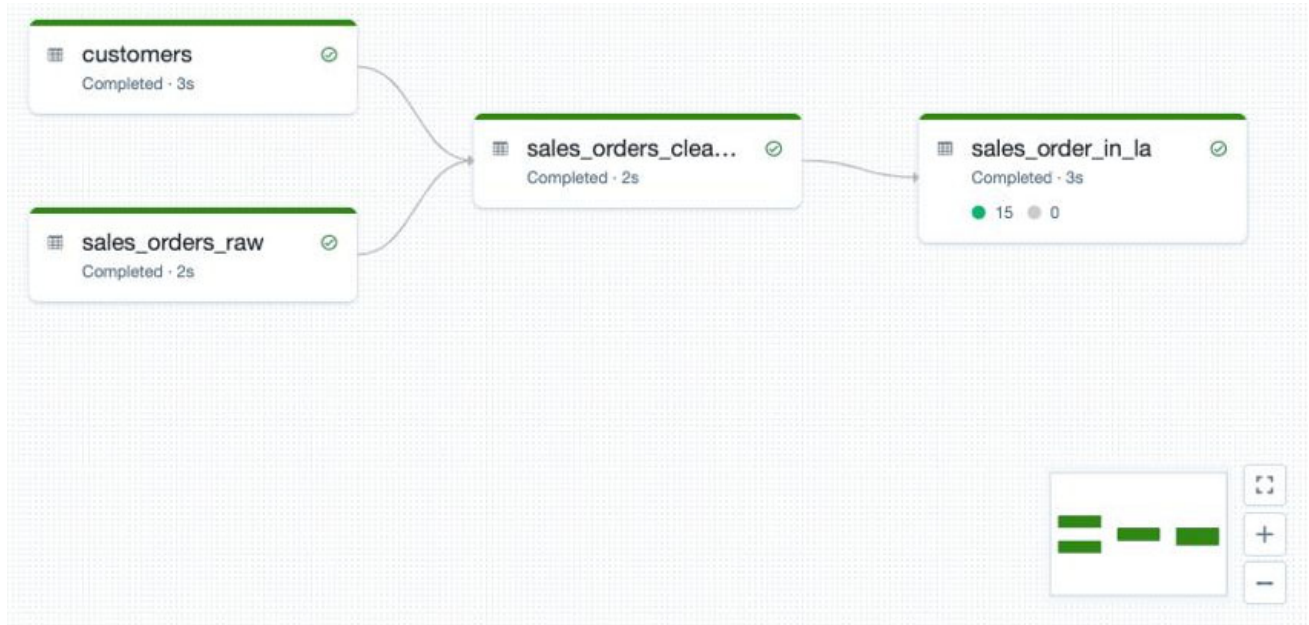 customers
Completed · 3s
sales_orders_raw
Completed · 2s
sales_orders_clea...
Completed · 2s
sales_order_in_la
Completed · 3s
15 0